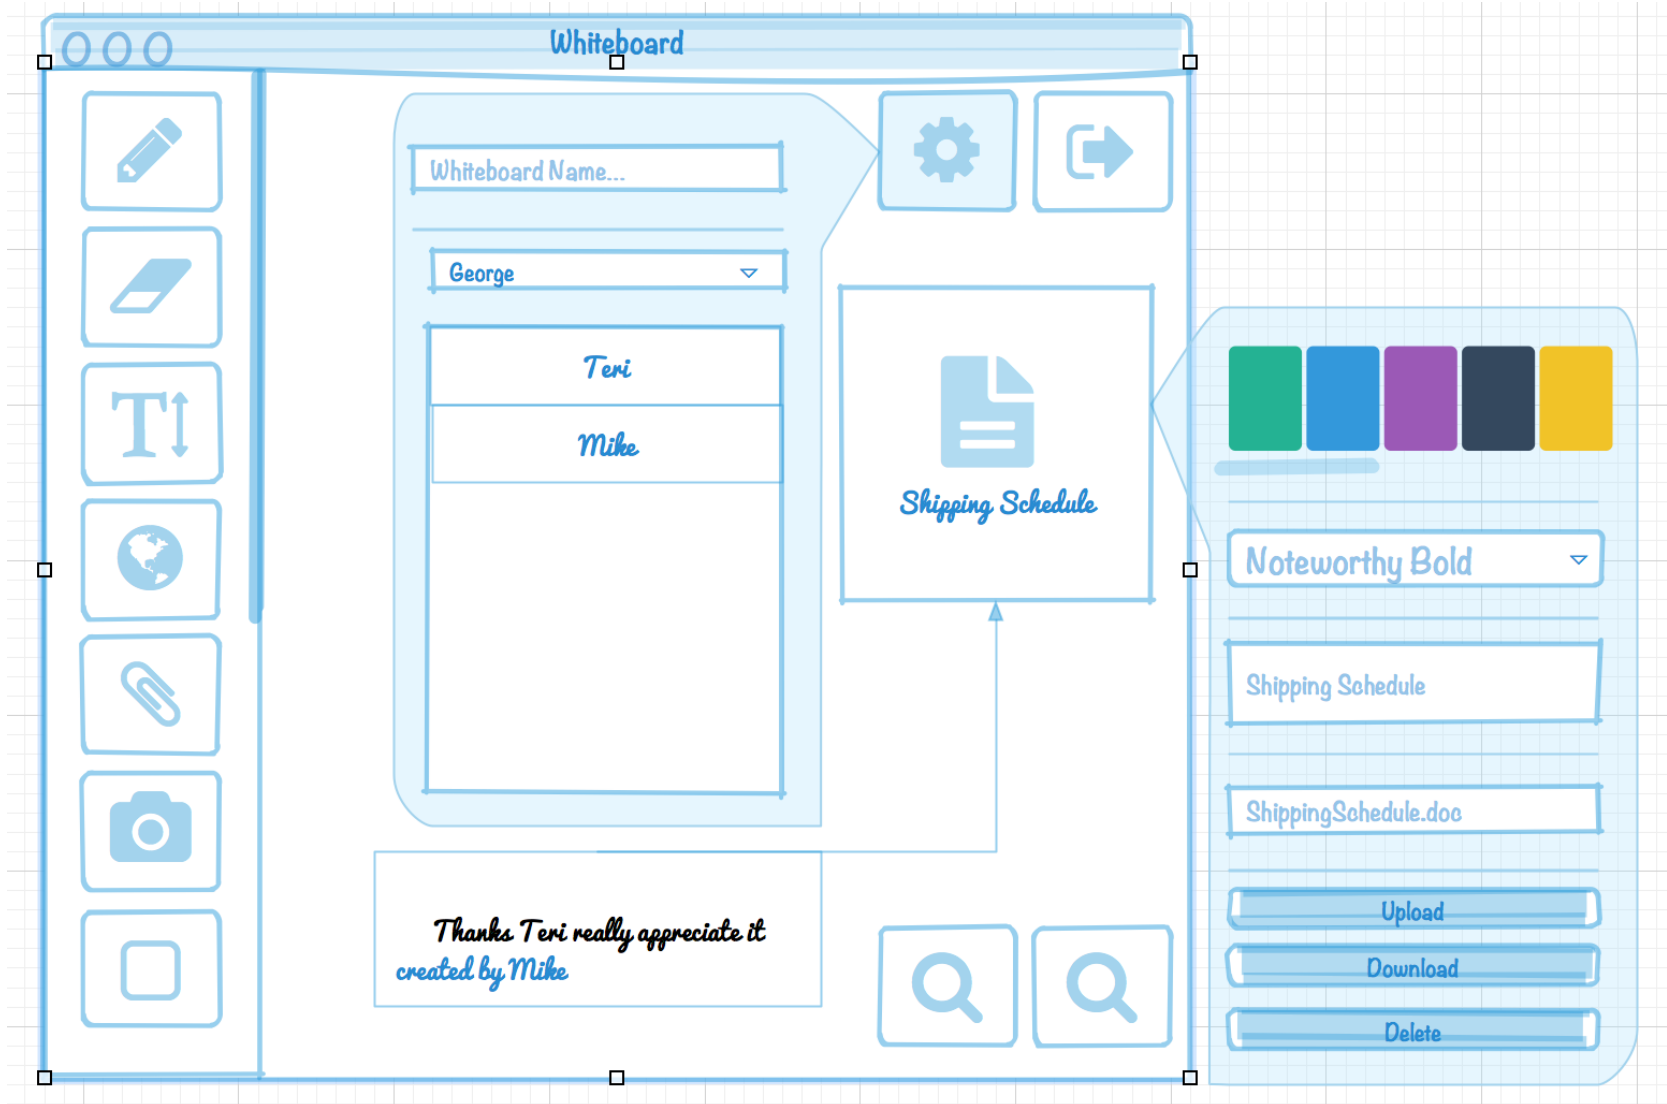 Whiteboard
Whiteboard Name...
George
Teri
Mike
T
Shipping Schedule
Noteworthy Bold
Shipping Schedule
ShippingSchedule.doc
Thanks Teri really appreciate it
created by Mike
Upload
Download
Delete